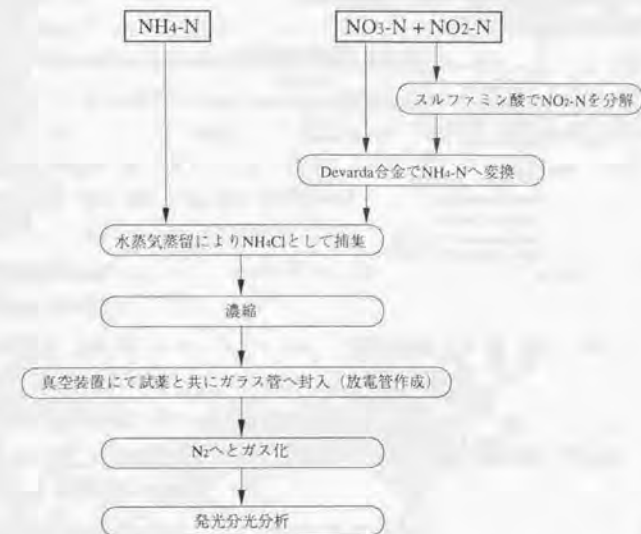 NH4-N
NO3-N + NO2-N
スルファミン酸でNO2-Nを分解
Devarda合金でNH4-Nへ変換
水蒸気蒸留によりNH4Clとして捕集
濃縮
真空装置にて試薬と共にガラス管へ封入（放電管作成）
N2へとガス化
発光分光分析